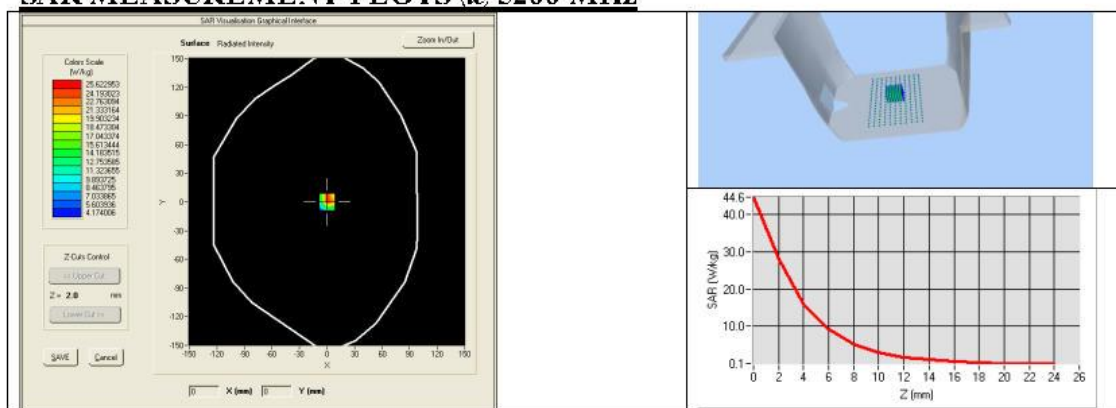 SAR MEASUREMENT PLOTS @ 5200 MHz
SAR Visualisation Graphical Interface
Surface Radiated Intensity
Zoom In/Out
Colors Scale
(W/kg)
25.622953
24.193023
22.763094
21.333164
19.903234
18.473304
17.043374
15.613444
14.183515
12.753585
11.323655
9.893725
8.463795
7.033865
5.603936
4.174006
150
120
90
60
30
0
-30
-60
-90
-120
-150
Y
-150 -120 -90 -60 -30 0 30 60 90 120 150
X
Z-Cuts Control
<< Upper Cut
Z = 2.0 mm
Lower Cut >>
SAVE Cancel
0 X (mm) 0 Y (mm)
44.6
40.0
30.0
20.0
10.0
0.1
SAR (W/kg)
0 2 4 6 8 10 12 14 16 18 20 22 24 26
Z (mm)